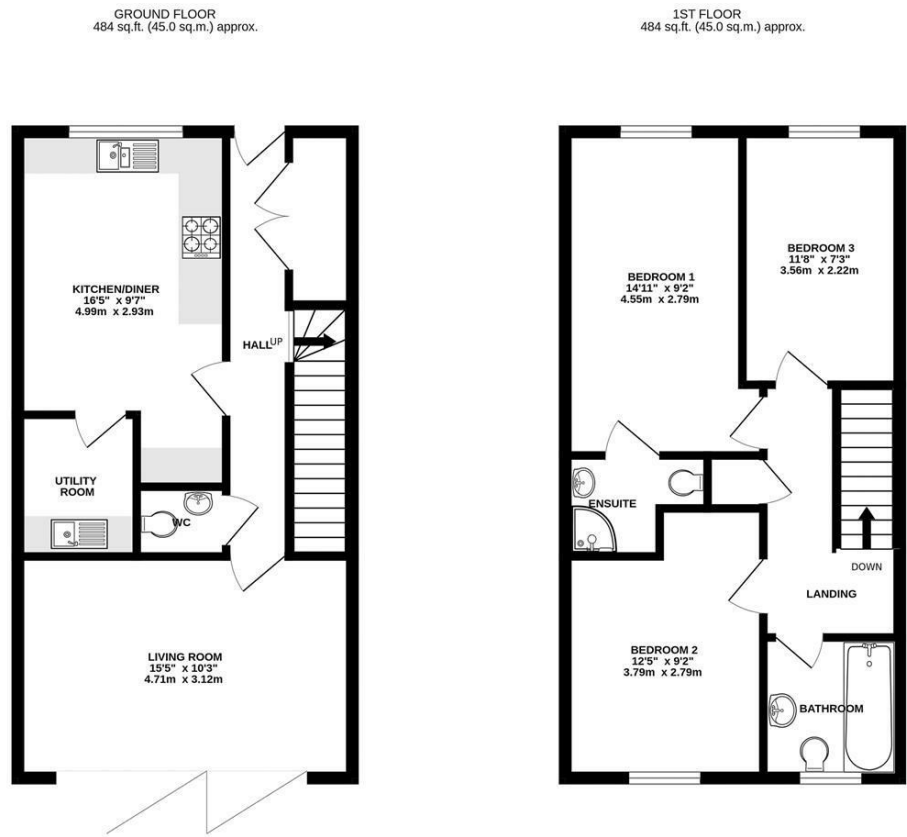 GROUND FLOOR
484 sq.ft. (45.0 sq.m.) approx.
KITCHEN/DINER
16'5" x 9'7"
4.99m x 2.93m
HALL
UP
UTILITY
ROOM
WC
LIVING ROOM
15'5" x 10'3"
4.71m x 3.12m
1ST FLOOR
484 sq.ft. (45.0 sq.m.) approx.
BEDROOM 1
14'11" x 9'2"
4.55m x 2.79m
BEDROOM 3
11'8" x 7'3"
3.56m x 2.22m
ENSUITE
DOWN
LANDING
BEDROOM 2
12'5" x 9'2"
3.79m x 2.79m
BATHROOM